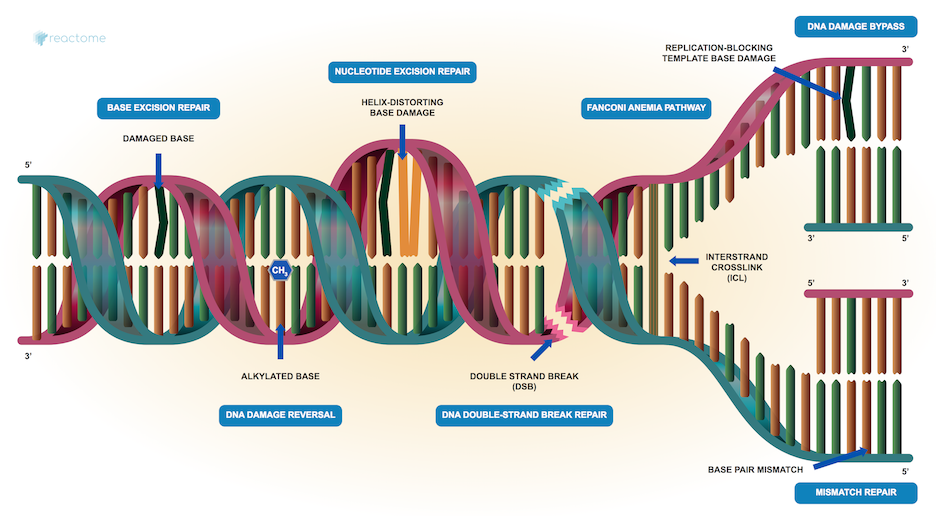 reactome
DNA DAMAGE BYPASS
REPLICATION-BLOCKING
TEMPLATE BASE DAMAGE
3'
NUCLEOTIDE EXCISION REPAIR
HELIX-DISTORTING
BASE DAMAGE
BASE EXCISION REPAIR
DAMAGED BASE
FANCONI ANEMIA PATHWAY
5'
3'
5'
INTERSTRAND
CROSSLINK
(ICL)
CH3
3'
3'
ALKYLATED BASE
DOUBLE STRAND BREAK
(DSB)
DNA DAMAGE REVERSAL
DNA DOUBLE-STRAND BREAK REPAIR
BASE PAIR MISMATCH
5'
MISMATCH REPAIR